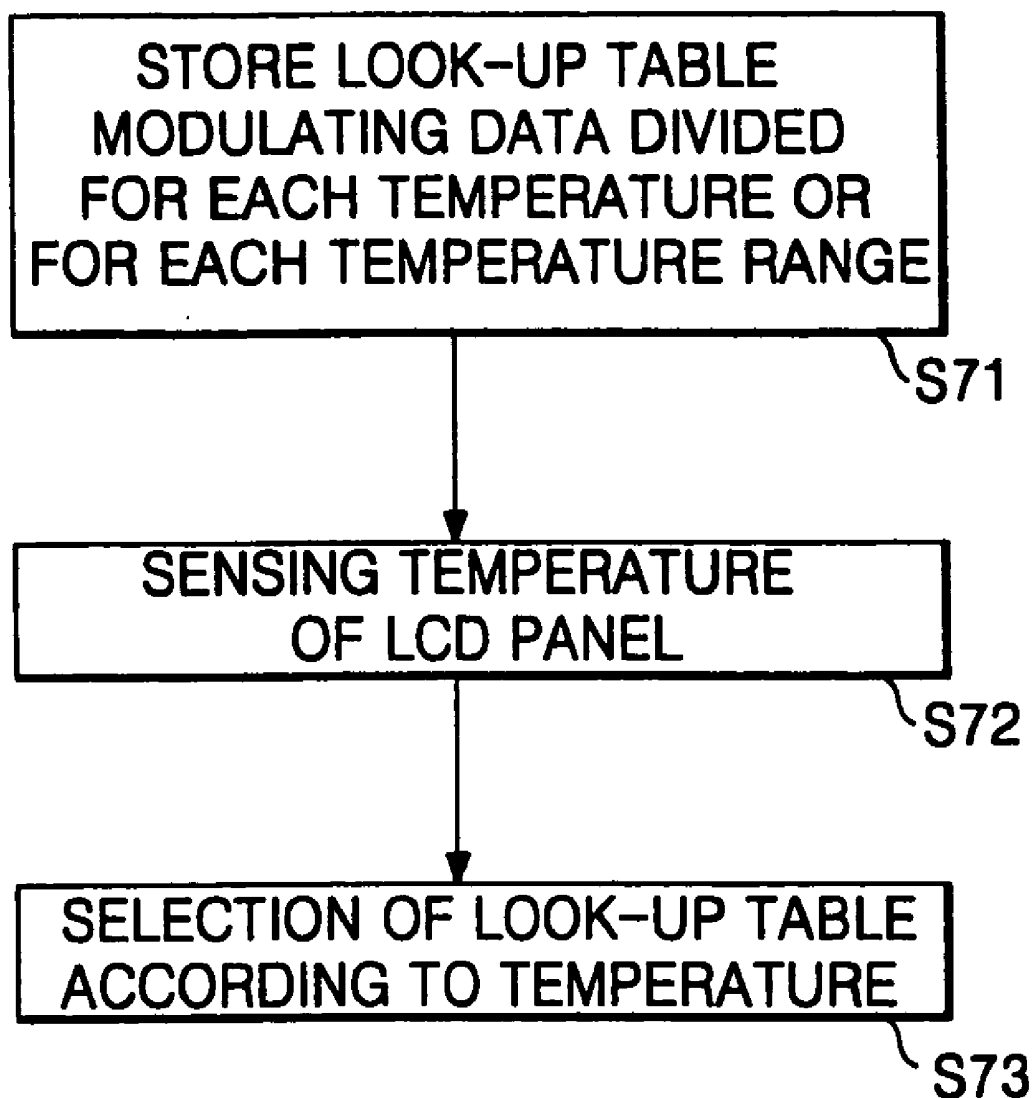 STORE LOOK-UP TABLE
MODULATING DATA DIVIDED
FOR EACH TEMPERATURE OR
FOR EACH TEMPERATURE RANGE
S71
SENSING TEMPERATURE
OF LCD PANEL
S72
SELECTION OF LOOK-UP TABLE
ACCORDING TO TEMPERATURE
S73